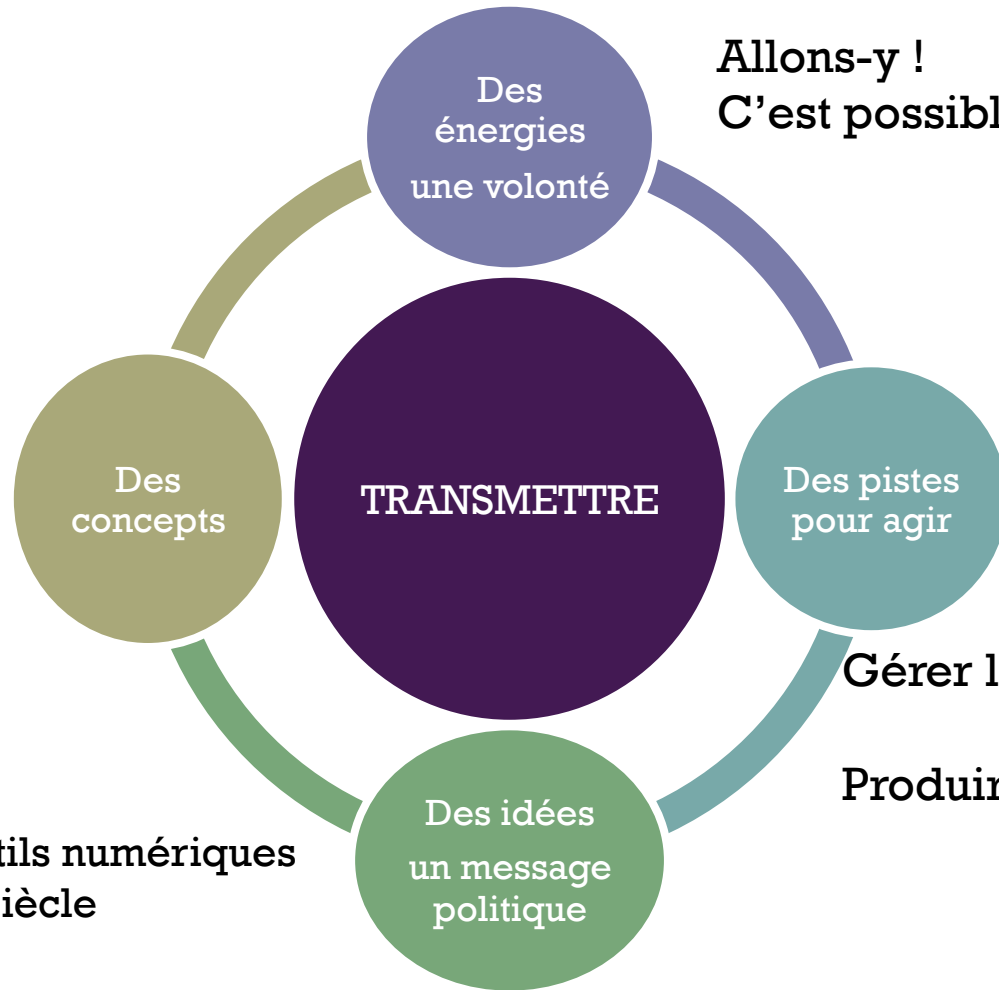 Allons-y !
C’est possibl
Des
énergies
une volonté
Des
concepts
TRANSMETTRE
Des pistes
pour agir
Gérer l
Produir
Des idées
un message
politique
tils numériques
iècle